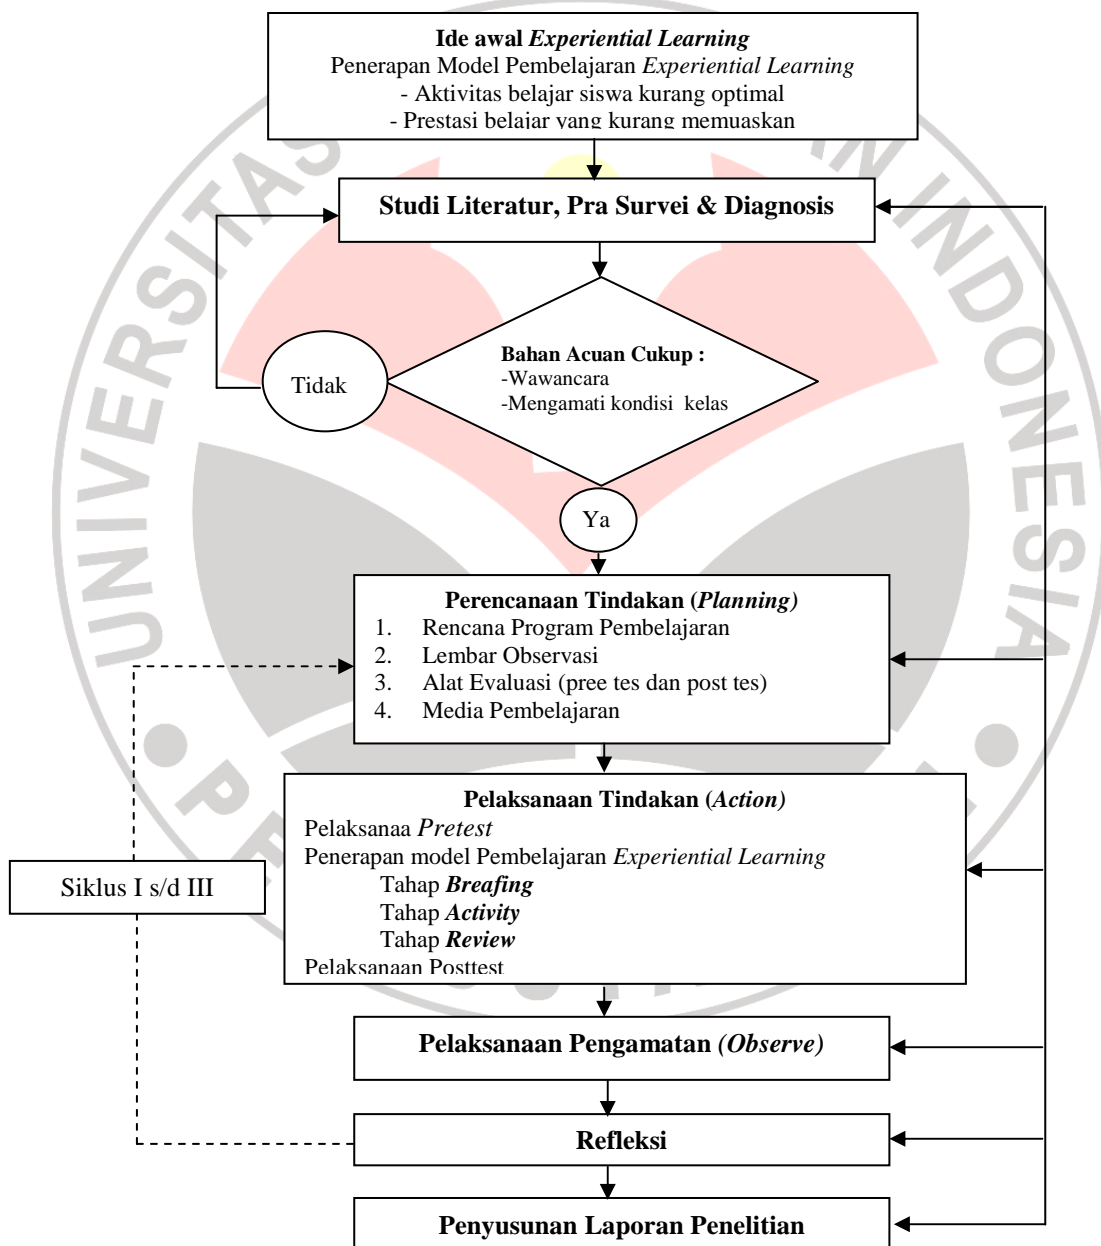 Ide awal Experiential Learning
Penerapan Model Pembelajaran Experiential Learning
- Aktivitas belajar siswa kurang optimal
- Prestasi belajar yang kurang memuaskan
Studi Literatur, Pra Survei & Diagnosis
Bahan Acuan Cukup :
-Wawancara
-Mengamati kondisi kelas
Tidak
Ya
Perencanaan Tindakan (Planning)
1. Rencana Program Pembelajaran
2. Lembar Observasi
3. Alat Evaluasi (pree tes dan post tes)
4. Media Pembelajaran
Pelaksanaan Tindakan (Action)
Pelaksanaa Pretest
Penerapan model Pembelajaran Experiential Learning
Tahap Breafing
Tahap Activity
Tahap Review
Pelaksanaan Posttest
Siklus I s/d III
Pelaksanaan Pengamatan (Observe)
Refleksi
Penyusunan Laporan Penelitian
UNIVERSITAS
INDONESIA